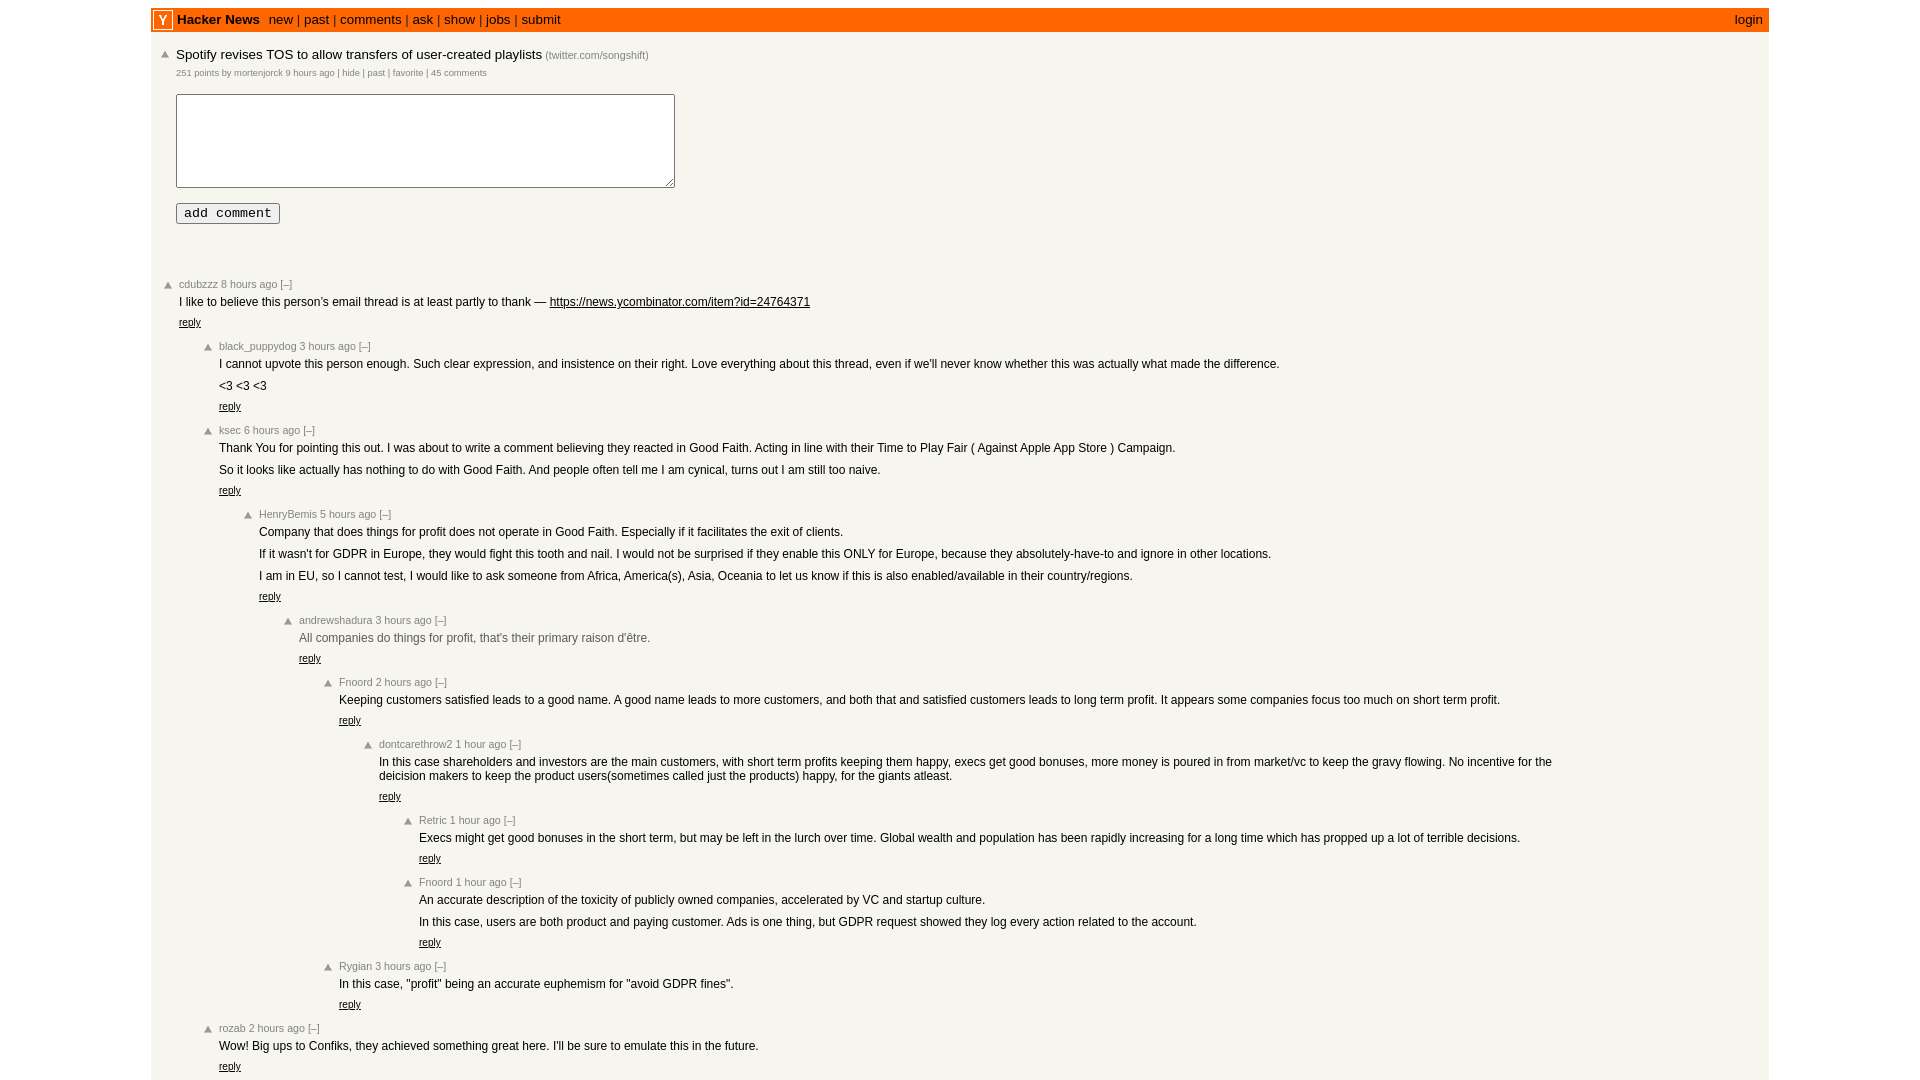 Y Hacker News new | past | comments | ask | show | jobs | submit login
Spotify revises TOS to allow transfers of user-created playlists (twitter.com/songshift)
251 points by mortenjorck 9 hours ago | hide | past | favorite | 45 comments
add comment
cdubzzz 8 hours ago [–]
I like to believe this person's email thread is at least partly to thank — https://news.ycombinator.com/item?id=24764371
reply
black_puppydog 3 hours ago [–]
I cannot upvote this person enough. Such clear expression, and insistence on their right. Love everything about this thread, even if we'll never know whether this was actually what made the difference.
<3 <3 <3
reply
ksec 6 hours ago [–]
Thank You for pointing this out. I was about to write a comment believing they reacted in Good Faith. Acting in line with their Time to Play Fair ( Against Apple App Store ) Campaign.
So it looks like actually has nothing to do with Good Faith. And people often tell me I am cynical, turns out I am still too naive.
reply
HenryBemis 5 hours ago [–]
Company that does things for profit does not operate in Good Faith. Especially if it facilitates the exit of clients.
If it wasn't for GDPR in Europe, they would fight this tooth and nail. I would not be surprised if they enable this ONLY for Europe, because they absolutely-have-to and ignore in other locations.
I am in EU, so I cannot test, I would like to ask someone from Africa, America(s), Asia, Oceania to let us know if this is also enabled/available in their country/regions.
reply
andrewshadura 3 hours ago [–]
All companies do things for profit, that's their primary raison d'être.
reply
Fnoord 2 hours ago [–]
Keeping customers satisfied leads to a good name. A good name leads to more customers, and both that and satisfied customers leads to long term profit. It appears some companies focus too much on short term profit.
reply
dontcarethrow2 1 hour ago [–]
In this case shareholders and investors are the main customers, with short term profits keeping them happy, execs get good bonuses, more money is poured in from market/vc to keep the gravy flowing. No incentive for the
deicision makers to keep the product users(sometimes called just the products) happy, for the giants atleast.
reply
Retric 1 hour ago [–]
Execs might get good bonuses in the short term, but may be left in the lurch over time. Global wealth and population has been rapidly increasing for a long time which has propped up a lot of terrible decisions.
reply
Fnoord 1 hour ago [–]
An accurate description of the toxicity of publicly owned companies, accelerated by VC and startup culture.
In this case, users are both product and paying customer. Ads is one thing, but GDPR request showed they log every action related to the account.
reply
Rygian 3 hours ago [–]
In this case, "profit" being an accurate euphemism for "avoid GDPR fines".
reply
rozab 2 hours ago [–]
Wow! Big ups to Confiks, they achieved something great here. I'll be sure to emulate this in the future.
reply